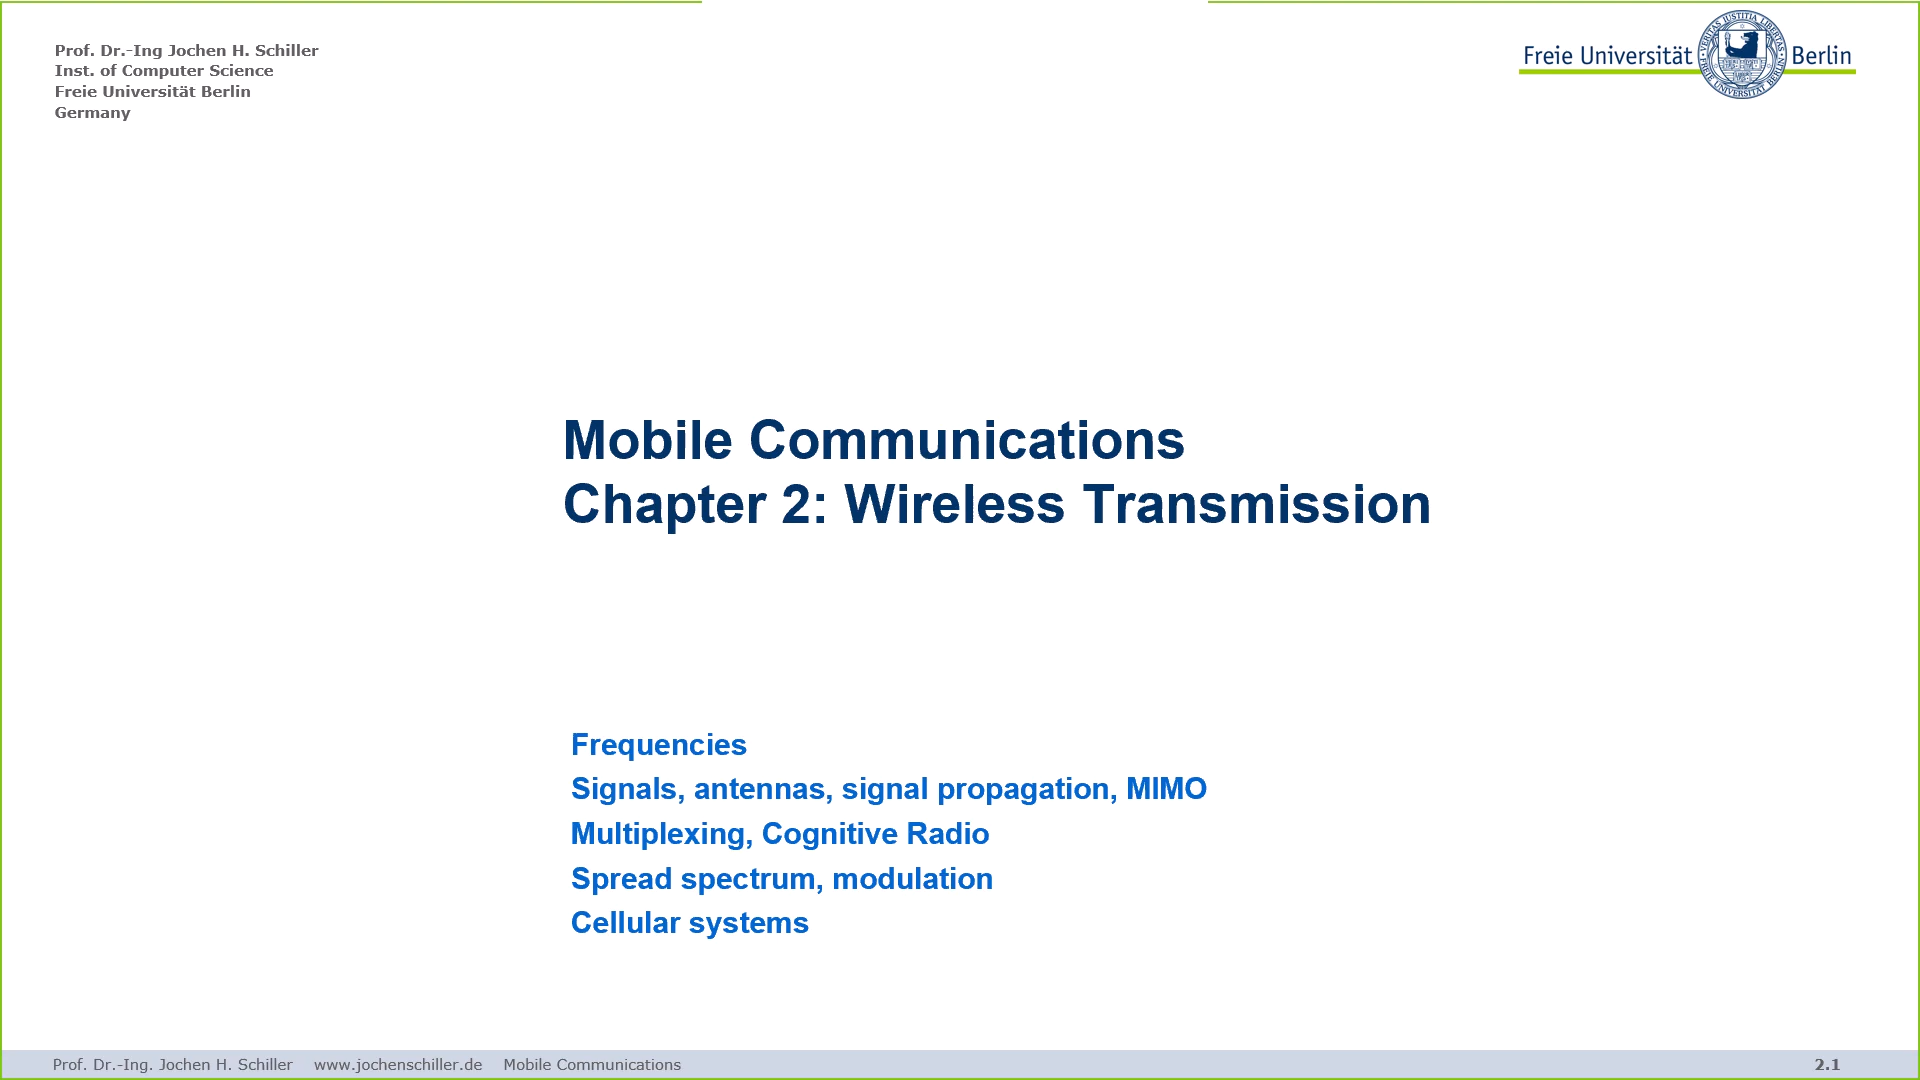 Prof. Dr.-Ing Jochen H. Schiller
Inst. of Computer Science
Freie Universität Berlin
Germany
Freie Universität Berlin
Mobile Communications
Chapter 2: Wireless Transmission
Frequencies
Signals, antennas, signal propagation, MIMO
Multiplexing, Cognitive Radio
Spread spectrum, modulation
Cellular systems
Prof. Dr.-Ing. Jochen H. Schiller www.jochenschiller.de Mobile Communications 2.1